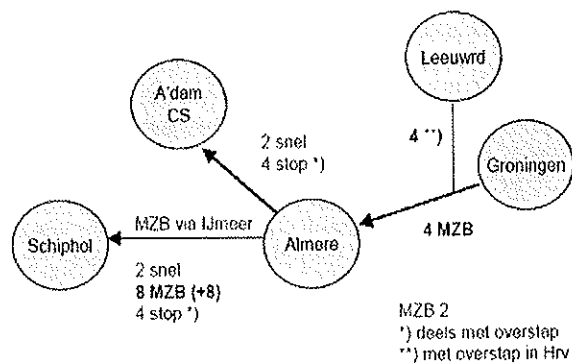 Leeuwrd
A'dam
CS
2 snel
4 stop *)
4 **)
Groningen
MZB via IJmeer
Schiphol
Almere
4 MZB
2 snel
8 MZB (+8)
4 stop *)
MZB 2
*) deels met overstap
**) met overstap in Hrv